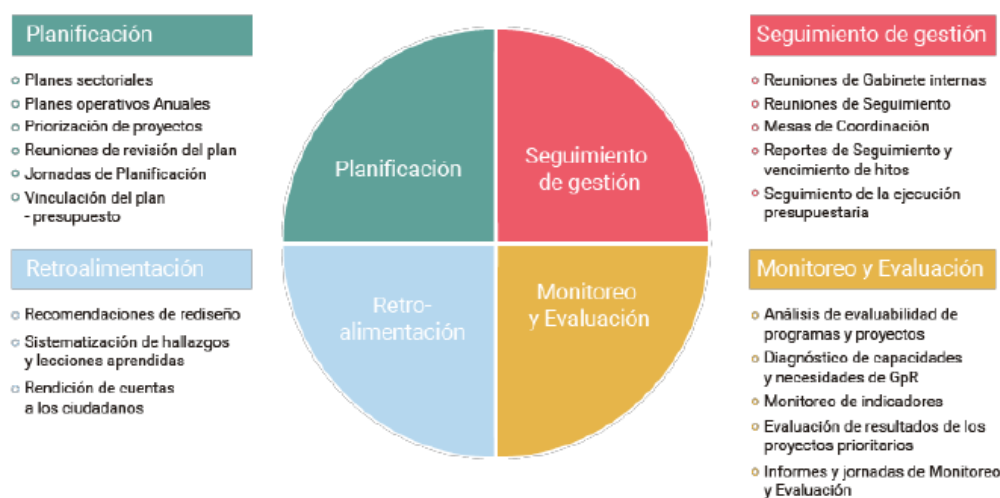 Planificación
Planes sectoriales
Planes operativos Anuales
Priorización de proyectos
Reuniones de revisión del plan
Jornadas de Planificación
Vinculación del plan
- presupuesto
Retroalimentación
Recomendaciones de rediseño
Sistematización de hallazgos
y lecciones aprendidas
Rendición de cuentas
a los ciudadanos
Planificación
Seguimiento
de gestión
Retro-
alimentación
Monitoreo
y Evaluación
Seguimiento de gestión
Reuniones de Gabinete internas
Reuniones de Seguimiento
Mesas de Coordinación
Reportes de Seguimiento y
vencimiento de hitos
Seguimiento de la ejecución
presupuestaria
Monitoreo y Evaluación
Análisis de evaluabilidad de
programas y proyectos
Diagnóstico de capacidades
y necesidades de GpR
Monitoreo de indicadores
Evaluación de resultados de los
proyectos prioritarios
Informes y jornadas de Monitoreo
y Evaluación